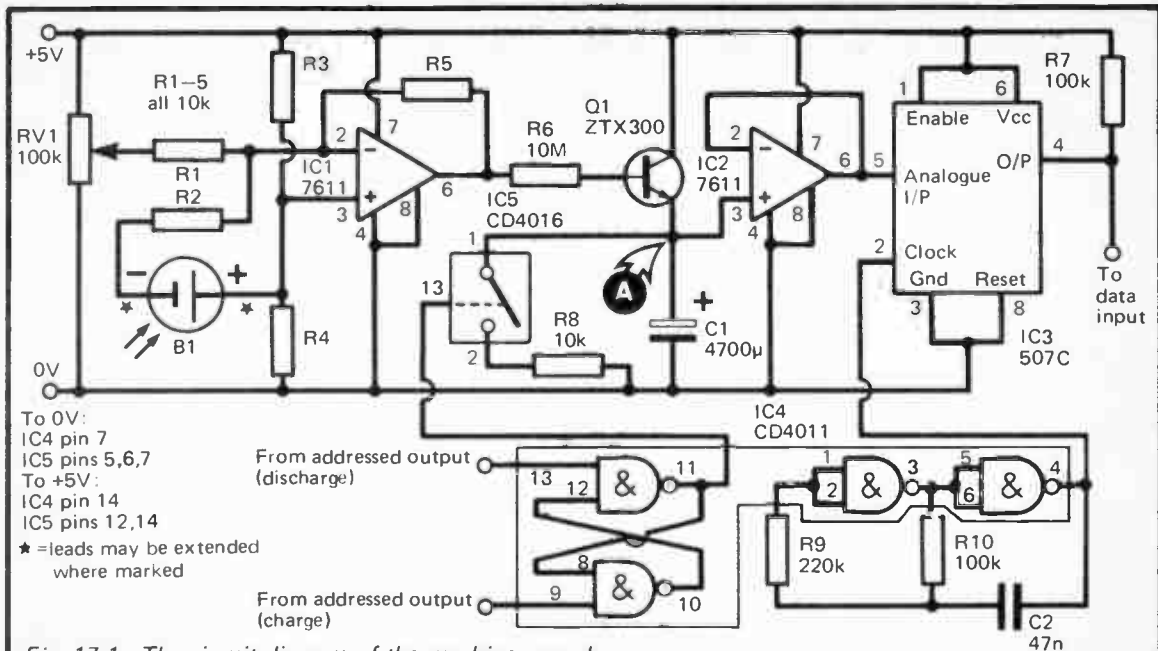 +5V
R3
R1–5
all 10k
RV1
100k
R1
R2
R5
2
7
IC1
7611
3
4
8
6
R6
10M
Q1
ZTX300
IC5
CD4016
1
13
2
R8
10k
A
+
C1
4700µ
2
IC2
7611
3
7
6
4
8
5
1
6
Enable
Vcc
O/P
4
Analogue
I/P
2
Clock
Gnd
Reset
3
8
IC3
507C
R7
100k
To
data
input
−
+
★
★
B1
R4
0V
To 0V:
IC4 pin 7
IC5 pins 5,6,7
To +5V:
IC4 pin 14
IC5 pins 12,14
★ =leads may be extended
where marked
From addressed output
(discharge)
13
12
&
11
8
9
&
10
From addressed output
(charge)
IC4
CD4011
1
2
&
3
5
6
&
4
R9
220k
R10
100k
C2
47n